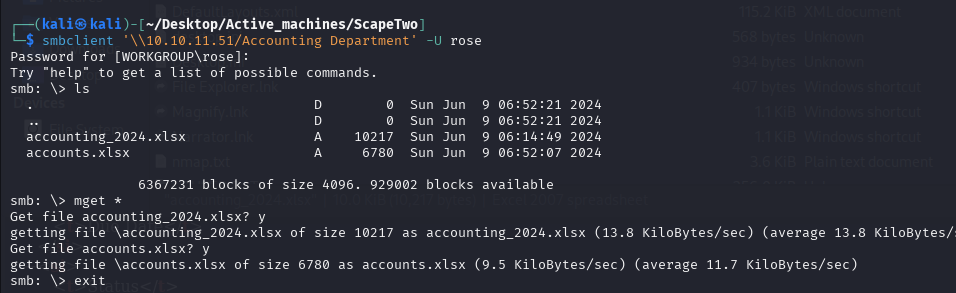 ┌──(kali㉿kali)-[~/Desktop/Active_machines/ScapeTwo]
└─$ smbclient '\\10.10.11.51/Accounting Department' -U rose
Password for [WORKGROUP\rose]:
Try "help" to get a list of possible commands.
smb: \> ls
  .                                   D        0  Sun Jun  9 06:52:21 2024
  ..                                  D        0  Sun Jun  9 06:52:21 2024
  accounting_2024.xlsx                A    10217  Sun Jun  9 06:14:49 2024
  accounts.xlsx                       A     6780  Sun Jun  9 06:52:07 2024
                6367231 blocks of size 4096. 929002 blocks available
smb: \> mget *
Get file accounting_2024.xlsx? y
getting file \accounting_2024.xlsx of size 10217 as accounting_2024.xlsx (13.8 KiloBytes/sec) (average 13.8 KiloBytes/
Get file accounts.xlsx? y
getting file \accounts.xlsx of size 6780 as accounts.xlsx (9.5 KiloBytes/sec) (average 11.7 KiloBytes/sec)
smb: \> exit